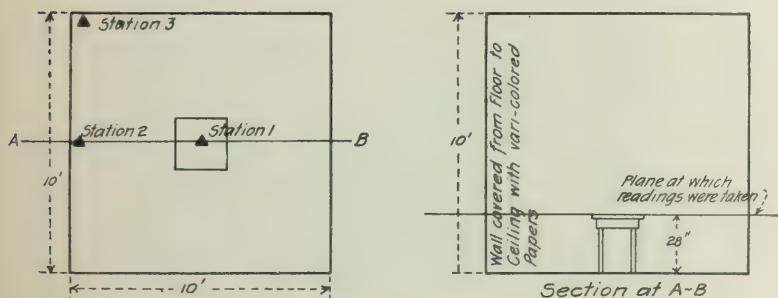 Station 3
A
Station 2
Station 1
B
10'
10'
10'
Wall covered from floor to
Ceiling with vari-colored
Papers
Plane at which
readings were taken
28"
Section at A-B